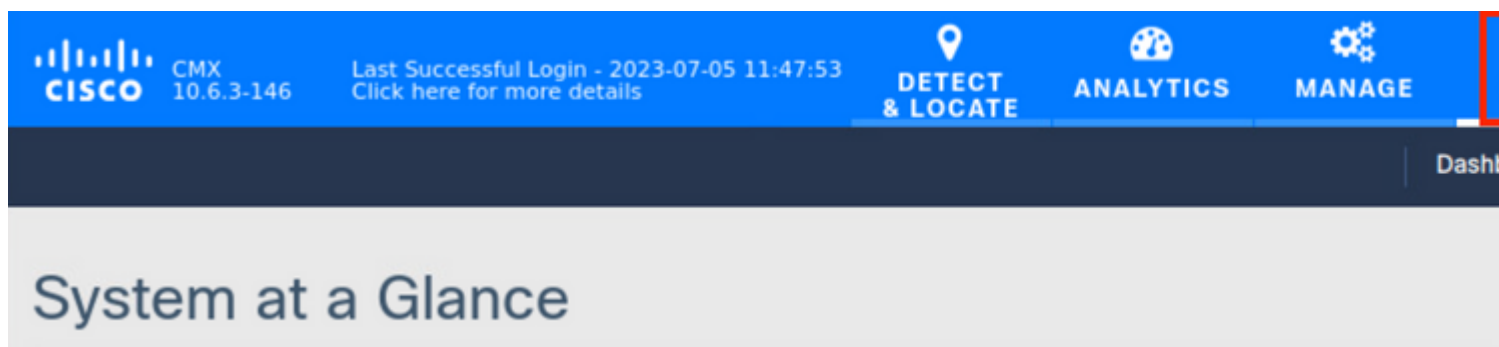 CISCO
CMX
10.6.3-146
Last Successful Login - 2023-07-05 11:47:53
Click here for more details
DETECT
& LOCATE
ANALYTICS
MANAGE
Dashb
System at a Glance